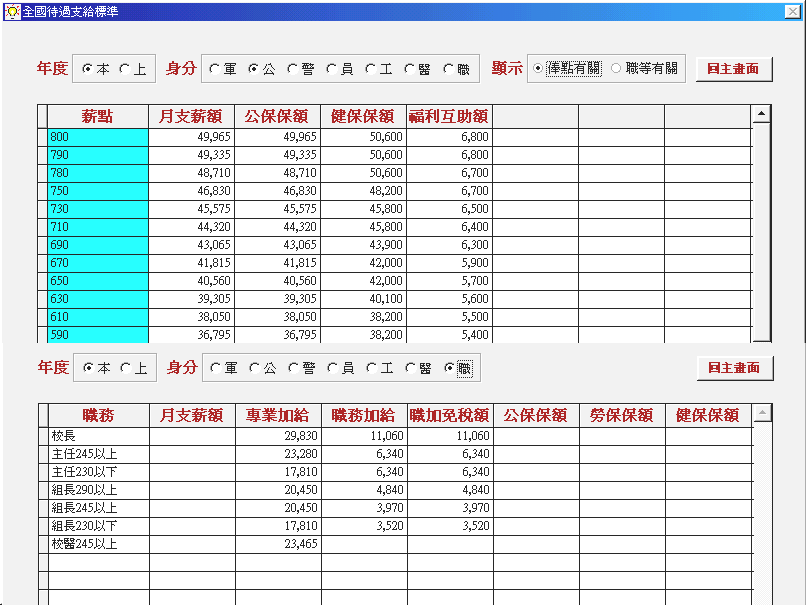 全國待遇支給標準
年度 本 上 身分 軍 公 警 員 工 醫 職 顯示 俸點有關 職等有關 回主畫面
薪點 月支薪額 公保保額 健保保額 福利互助額
800 49,965 49,965 50,600 6,800
790 49,335 49,335 50,600 6,800
780 48,710 48,710 50,600 6,700
750 46,830 46,830 48,200 6,700
730 45,575 45,575 45,800 6,500
710 44,320 44,320 45,800 6,400
690 43,065 43,065 43,900 6,300
670 41,815 41,815 42,000 5,900
650 40,560 40,560 42,000 5,700
630 39,305 39,305 40,100 5,600
610 38,050 38,050 38,200 5,500
590 36,795 36,795 38,200 5,400
年度 本 上 身分 軍 公 警 員 工 醫 職 回主畫面
職務 月支薪額 專業加給 職務加給 職加免稅額 公保保額 勞保保額 健保保額
校長 29,830 11,060 11,060
主任245以上 23,280 6,340 6,340
主任230以下 17,810 6,340 6,340
組長290以上 20,450 4,840 4,840
組長245以上 20,450 3,970 3,970
組長230以下 17,810 3,520 3,520
校醫245以上 23,465